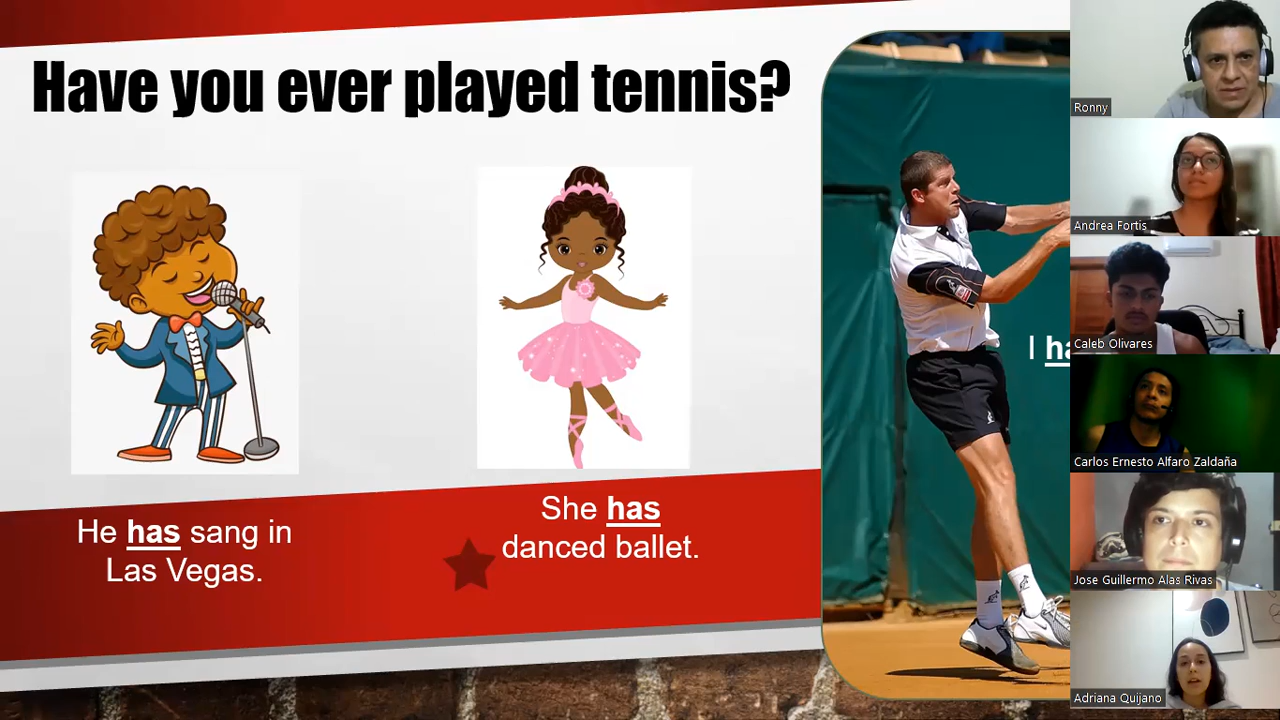 Have you ever played tennis?
He has sang in
Las Vegas.
She has
danced ballet.
I
Ronny
Andrea Fortis
Caleb Olivares
Carlos Ernesto Alfaro Zaldaña
Jose Guillermo Alas Rivas
Adriana Quijano